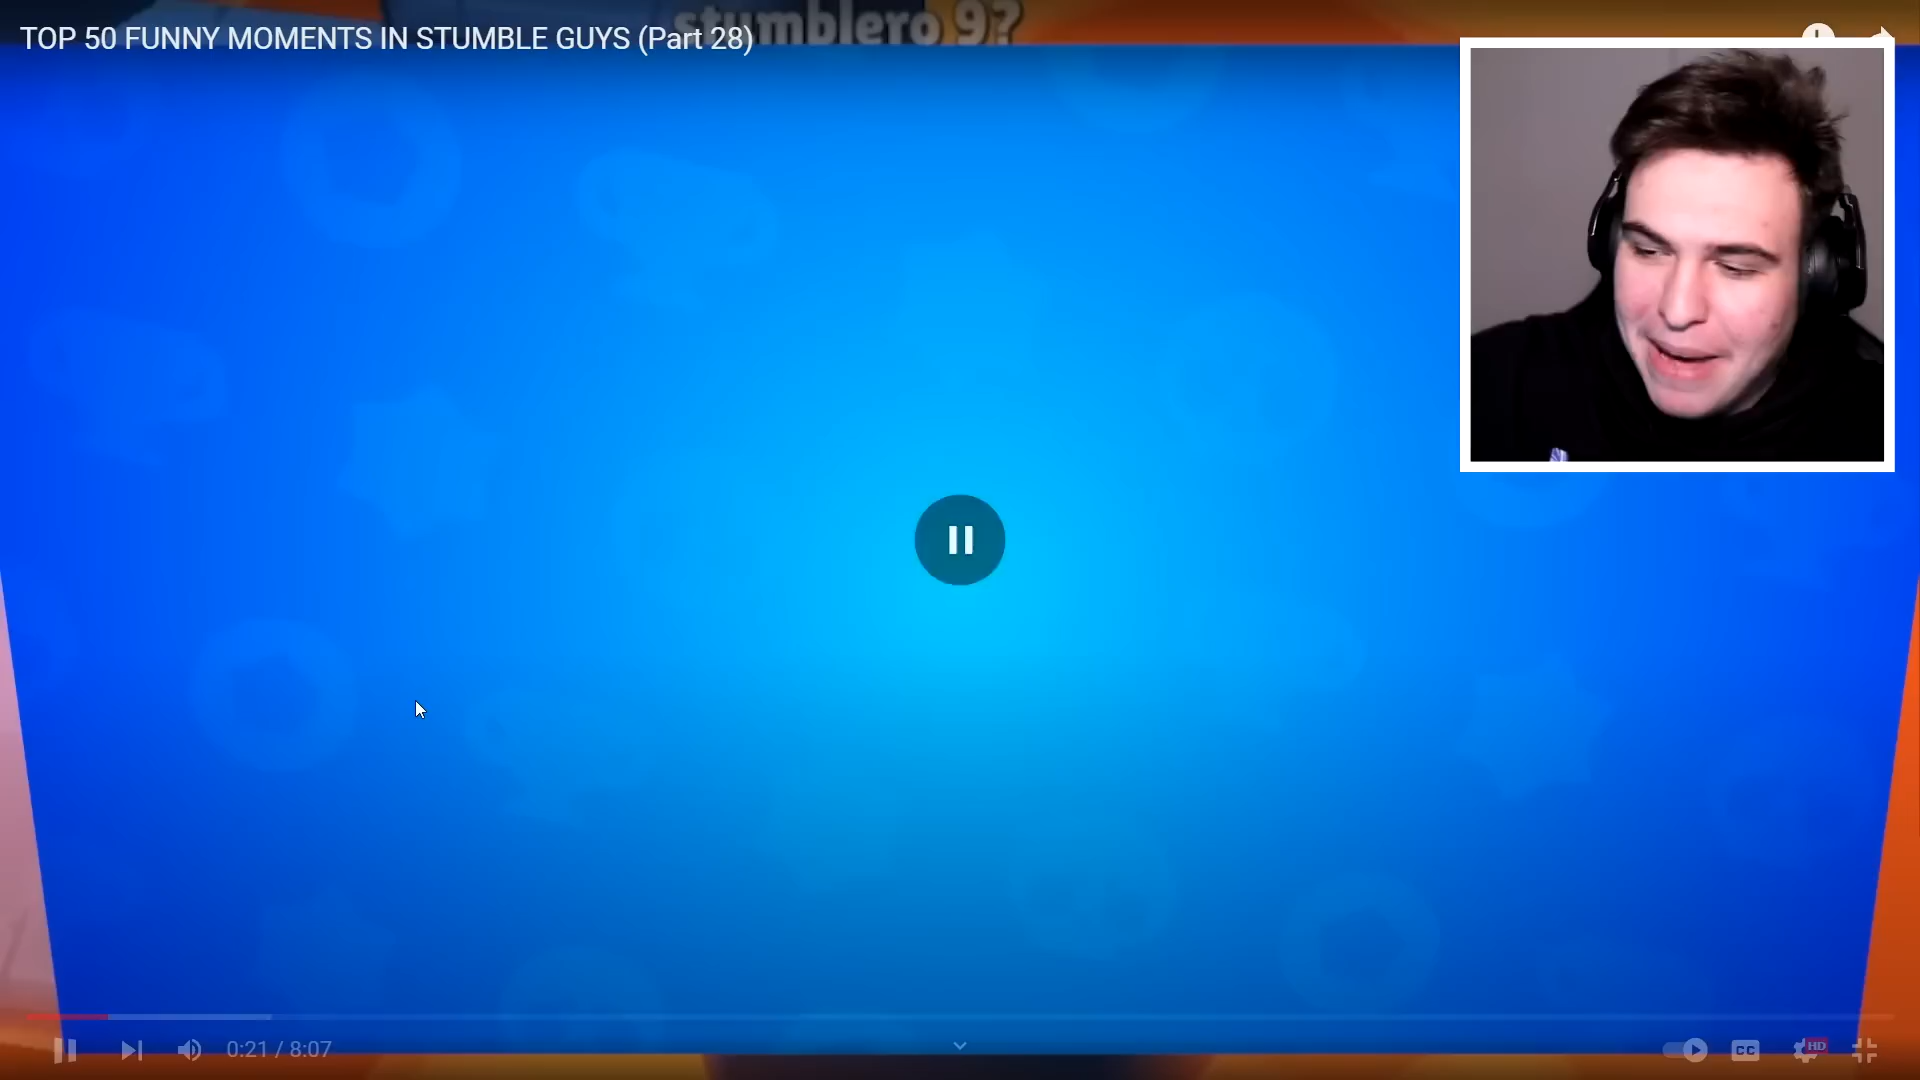 stumblero 9?
TOP 50 FUNNY MOMENTS IN STUMBLE GUYS (Part 28)
0:21 / 8:07
CC
HD